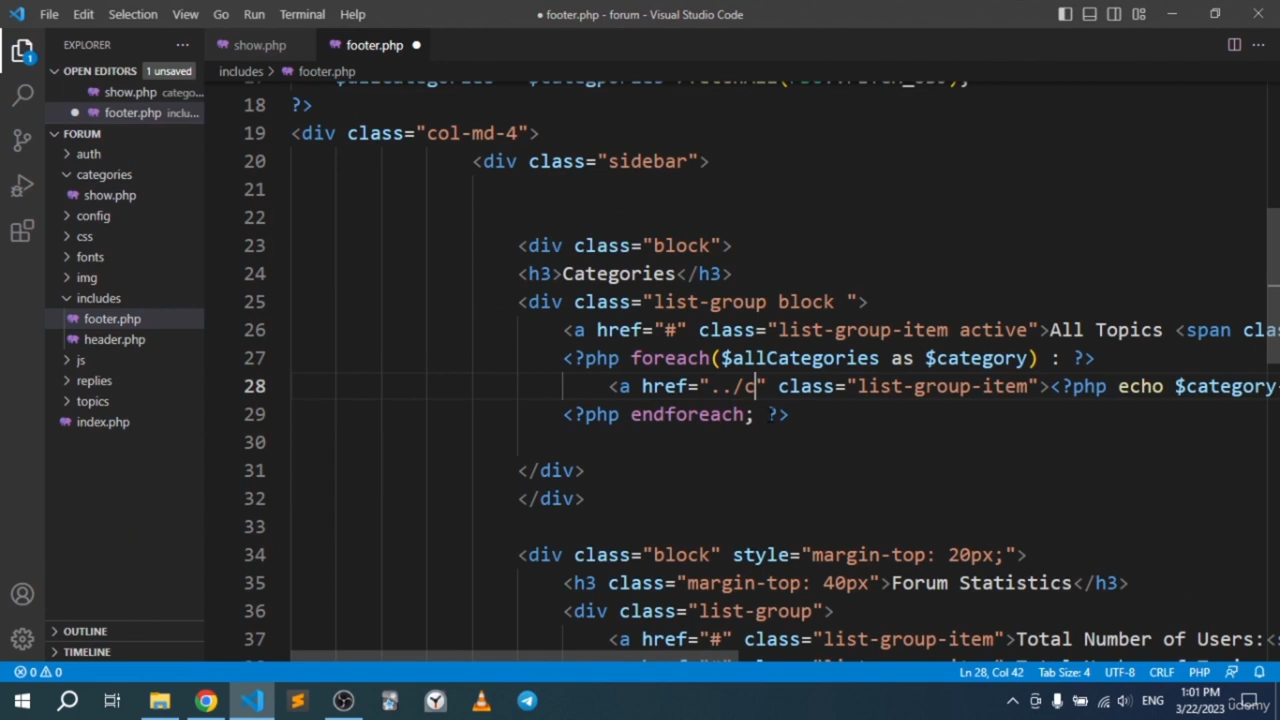 File Edit Selection View Go Run Terminal Help ● footer.php - forum - Visual Studio Code
EXPLORER ··· show.php footer.php ●
OPEN EDITORS 1 unsaved includes > footer.php
show.php catego...
● footer.php inclu...
FORUM
auth
categories
show.php
config
css
fonts
img
includes
footer.php
header.php
js
replies
topics
index.php
OUTLINE
TIMELINE
18 ?>
19 <div class="col-md-4">
20 <div class="sidebar">
21
22
23 <div class="block">
24 <h3>Categories</h3>
25 <div class="list-group block ">
26 <a href="#" class="list-group-item active">All Topics <span clas
27 <?php foreach($allCategories as $category) : ?>
28 <a href="../c" class="list-group-item"><?php echo $category-
29 <?php endforeach; ?>
30
31 </div>
32 </div>
33
34 <div class="block" style="margin-top: 20px;">
35 <h3 class="margin-top: 40px">Forum Statistics</h3>
36 <div class="list-group">
37 <a href="#" class="list-group-item">Total Number of Users:<s
0 0 Ln 28, Col 42 Tab Size: 4 UTF-8 CRLF PHP
ENG 1:01 PM
3/22/2023
udemy